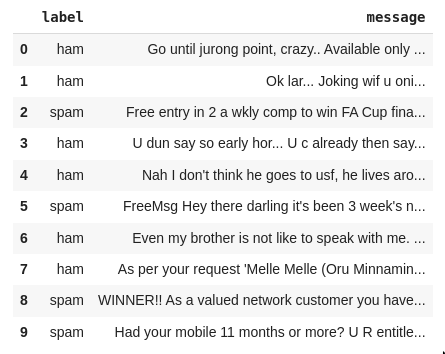 label message
0 ham Go until jurong point, crazy.. Available only ...
1 ham Ok lar... Joking wif u oni...
2 spam Free entry in 2 a wkly comp to win FA Cup fina...
3 ham U dun say so early hor... U c already then say...
4 ham Nah I don't think he goes to usf, he lives aro...
5 spam FreeMsg Hey there darling it's been 3 week's n...
6 ham Even my brother is not like to speak with me. ...
7 ham As per your request 'Melle Melle (Oru Minnamin...
8 spam WINNER!! As a valued network customer you have...
9 spam Had your mobile 11 months or more? U R entitle...